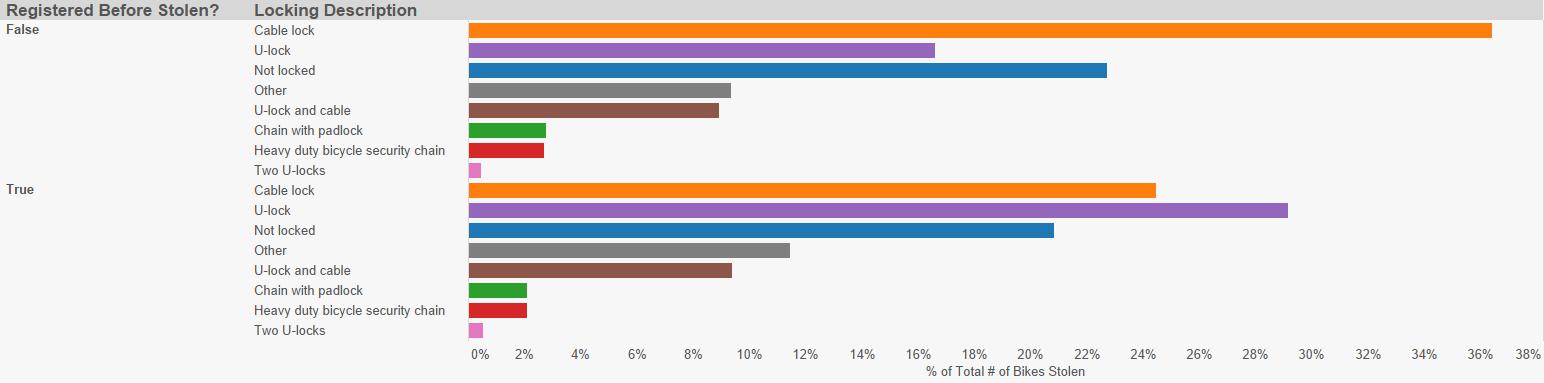 Registered Before Stolen? Locking Description
False Cable lock
U-lock
Not locked
Other
U-lock and cable
Chain with padlock
Heavy duty bicycle security chain
Two U-locks
True Cable lock
U-lock
Not locked
Other
U-lock and cable
Chain with padlock
Heavy duty bicycle security chain
Two U-locks
0% 2% 4% 6% 8% 10% 12% 14% 16% 18% 20% 22% 24% 26% 28% 30% 32% 34% 36% 38%
% of Total # of Bikes Stolen